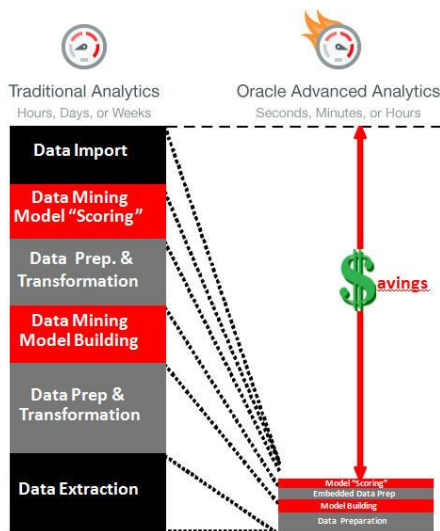 Traditional Analytics
Hours, Days, or Weeks
Oracle Advanced Analytics
Seconds, Minutes, or Hours
Data Import
Data Mining
Model “Scoring”
Data Prep. &
Transformation
Data Mining
Model Building
Data Prep &
Transformation
Data Extraction
$avings
Model “Scoring”
Embedded Data Prep
Model Building
Data Preparation